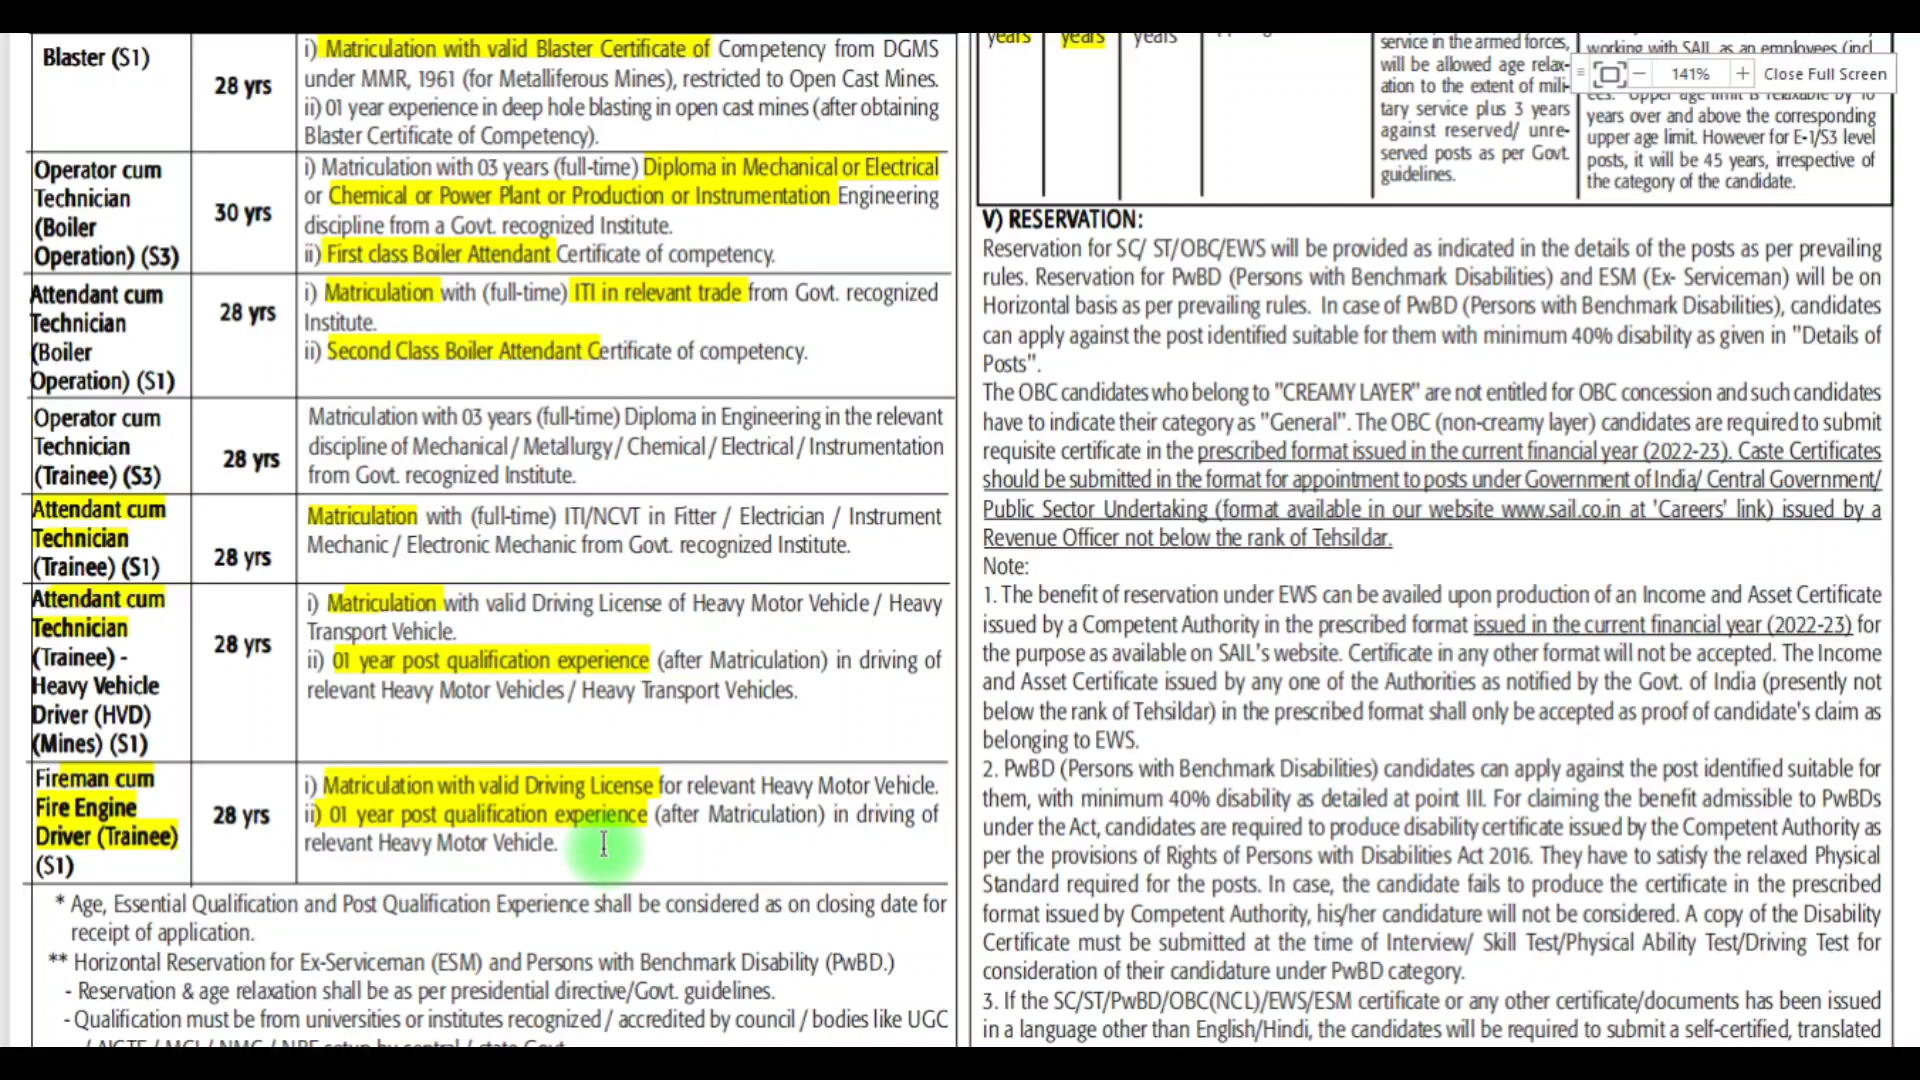 Blaster (S1)
28 yrs
i) Matriculation with valid Blaster Certificate of Competency from DGMS
under MMR, 1961 (for Metalliferous Mines), restricted to Open Cast Mines.
ii) 01 year experience in deep hole blasting in open cast mines (after obtaining
Blaster Certificate of Competency).
Operator cum
Technician
(Boiler
Operation) (S3)
30 yrs
i) Matriculation with 03 years (full-time) Diploma in Mechanical or Electrical
or Chemical or Power Plant or Production or Instrumentation Engineering
discipline from a Govt. recognized Institute.
ii) First class Boiler Attendant Certificate of competency.
Attendant cum
Technician
(Boiler
Operation) (S1)
28 yrs
i) Matriculation with (full-time) ITI in relevant trade from Govt. recognized
Institute.
ii) Second Class Boiler Attendant Certificate of competency.
Operator cum
Technician
(Trainee) (S3)
28 yrs
Matriculation with 03 years (full-time) Diploma in Engineering in the relevant
discipline of Mechanical / Metallurgy / Chemical / Electrical / Instrumentation
from Govt. recognized Institute.
Attendant cum
Technician
(Trainee) (S1)
28 yrs
Matriculation with (full-time) ITI/NCVT in Fitter / Electrician / Instrument
Mechanic / Electronic Mechanic from Govt. recognized Institute.
Attendant cum
Technician
(Trainee) -
Heavy Vehicle
Driver (HVD)
(Mines) (S1)
28 yrs
i) Matriculation with valid Driving License of Heavy Motor Vehicle / Heavy
Transport Vehicle.
ii) 01 year post qualification experience (after Matriculation) in driving of
relevant Heavy Motor Vehicles / Heavy Transport Vehicles.
Fireman cum
Fire Engine
Driver (Trainee)
(S1)
28 yrs
i) Matriculation with valid Driving License for relevant Heavy Motor Vehicle.
ii) 01 year post qualification experience (after Matriculation) in driving of
relevant Heavy Motor Vehicle.
* Age, Essential Qualification and Post Qualification Experience shall be considered as on closing date for
receipt of application.
** Horizontal Reservation for Ex-Serviceman (ESM) and Persons with Benchmark Disability (PwBD.)
- Reservation & age relaxation shall be as per presidential directive/Govt. guidelines.
- Qualification must be from universities or institutes recognized / accredited by council / bodies like UGC
years
years
years
service in the armed forces,
will be allowed age relax-
ation to the extent of mili-
tary service plus 3 years
against reserved/ unre-
served posts as per Govt.
guidelines.
working with SAIL as an employees (incl
141%
Close Full Screen
ees. Upper age limit is relaxable by 10
years over and above the corresponding
upper age limit. However for E-1/S3 level
posts, it will be 45 years, irrespective of
the category of the candidate.
V) RESERVATION:
Reservation for SC/ ST/OBC/EWS will be provided as indicated in the details of the posts as per prevailing
rules. Reservation for PwBD (Persons with Benchmark Disabilities) and ESM (Ex- Serviceman) will be on
Horizontal basis as per prevailing rules. In case of PwBD (Persons with Benchmark Disabilities), candidates
can apply against the post identified suitable for them with minimum 40% disability as given in "Details of
Posts".
The OBC candidates who belong to "CREAMY LAYER" are not entitled for OBC concession and such candidates
have to indicate their category as "General". The OBC (non-creamy layer) candidates are required to submit
requisite certificate in the prescribed format issued in the current financial year (2022-23). Caste Certificates
should be submitted in the format for appointment to posts under Government of India/ Central Government/
Public Sector Undertaking (format available in our website www.sail.co.in at 'Careers' link) issued by a
Revenue Officer not below the rank of Tehsildar.
Note:
1. The benefit of reservation under EWS can be availed upon production of an Income and Asset Certificate
issued by a Competent Authority in the prescribed format issued in the current financial year (2022-23) for
the purpose as available on SAIL's website. Certificate in any other format will not be accepted. The Income
and Asset Certificate issued by any one of the Authorities as notified by the Govt. of India (presently not
below the rank of Tehsildar) in the prescribed format shall only be accepted as proof of candidate's claim as
belonging to EWS.
2. PwBD (Persons with Benchmark Disabilities) candidates can apply against the post identified suitable for
them, with minimum 40% disability as detailed at point III. For claiming the benefit admissible to PwBDs
under the Act, candidates are required to produce disability certificate issued by the Competent Authority as
per the provisions of Rights of Persons with Disabilities Act 2016. They have to satisfy the relaxed Physical
Standard required for the posts. In case, the candidate fails to produce the certificate in the prescribed
format issued by Competent Authority, his/her candidature will not be considered. A copy of the Disability
Certificate must be submitted at the time of Interview/ Skill Test/Physical Ability Test/Driving Test for
consideration of their candidature under PwBD category.
3. If the SC/ST/PwBD/OBC(NCL)/EWS/ESM certificate or any other certificate/documents has been issued
in a language other than English/Hindi, the candidates will be required to submit a self-certified, translated